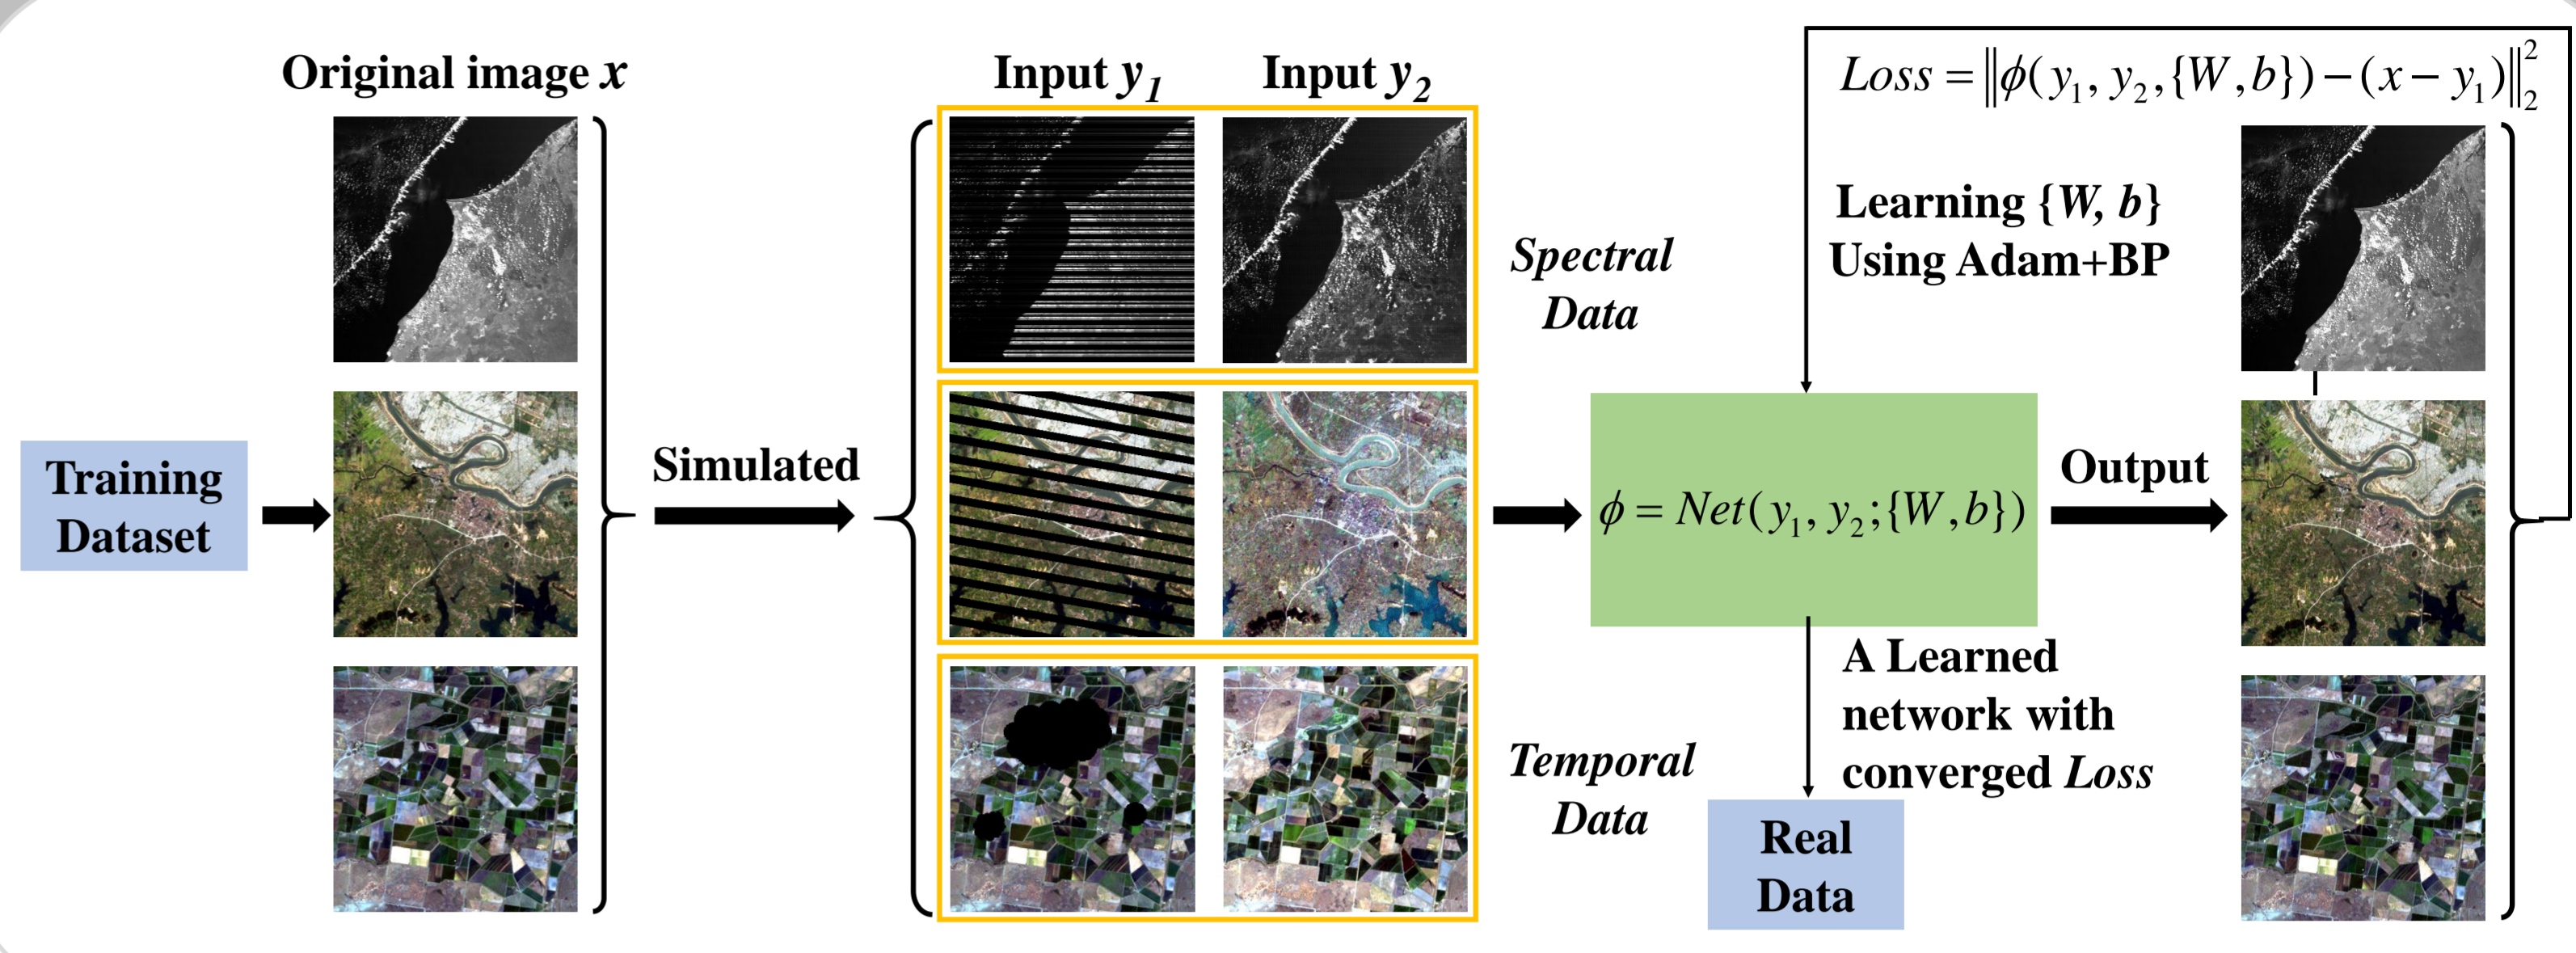 Original image x
Input y₁
Input y₂
Loss = ‖ϕ(y₁, y₂,{W,b})−(x−y₁)‖₂²
Learning {W, b}
Using Adam+BP
Spectral
Data
Training
Dataset
Simulated
ϕ = Net(y₁, y₂;{W,b})
Output
A Learned
network with
converged Loss
Temporal
Data
Real
Data